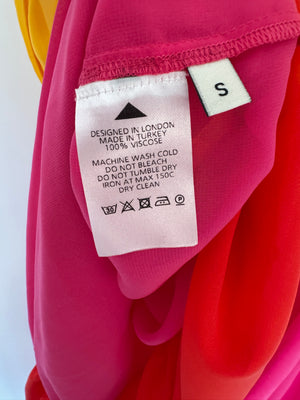 S
DESIGNED IN LONDON
MADE IN TURKEY
100% VISCOSE
MACHINE WASH COLD
DO NOT BLEACH
DO NOT TUMBLE DRY
IRON AT MAX 150C
DRY CLEAN
30 P